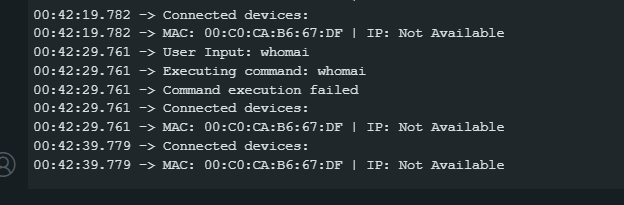 00:42:19.782 -> Connected devices:
00:42:19.782 -> MAC: 00:C0:CA:B6:67:DF | IP: Not Available
00:42:29.761 -> User Input: whomai
00:42:29.761 -> Executing command: whomai
00:42:29.761 -> Command execution failed
00:42:29.761 -> Connected devices:
00:42:29.761 -> MAC: 00:C0:CA:B6:67:DF | IP: Not Available
00:42:39.779 -> Connected devices:
00:42:39.779 -> MAC: 00:C0:CA:B6:67:DF | IP: Not Available